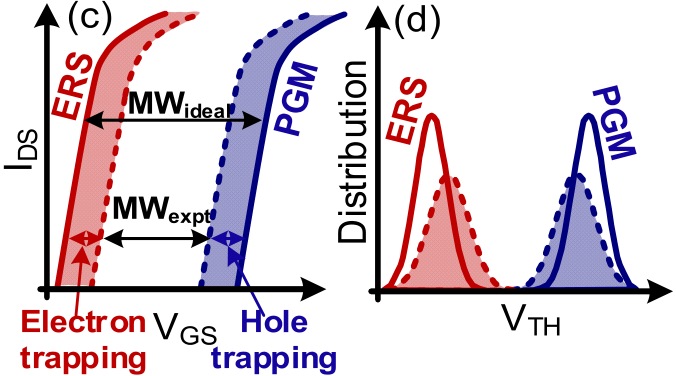 (c)
ERS
MWideal
PGM
IDS
MWexpt
Electron
trapping
VGS
Hole
trapping
(d)
Distribution
ERS
PGM
VTH